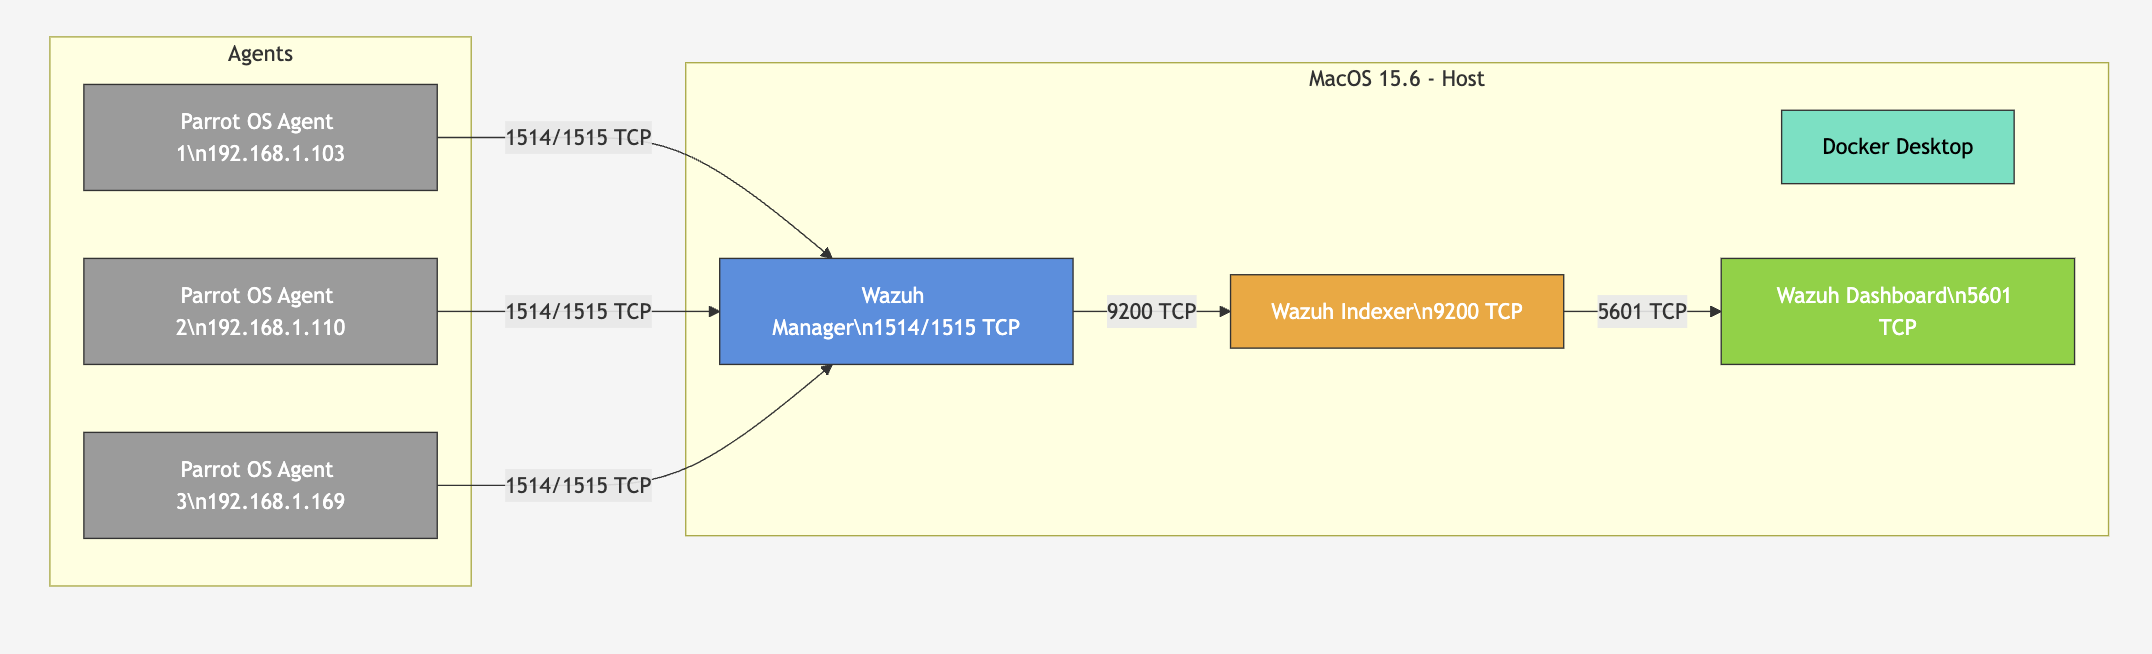 Agents
Parrot OS Agent
1\n192.168.1.103
1514/1515 TCP
Parrot OS Agent
2\n192.168.1.110
1514/1515 TCP
Parrot OS Agent
3\n192.168.1.169
1514/1515 TCP
MacOS 15.6 - Host
Docker Desktop
Wazuh
Manager\n1514/1515 TCP
9200 TCP
Wazuh Indexer\n9200 TCP
5601 TCP
Wazuh Dashboard\n5601
TCP